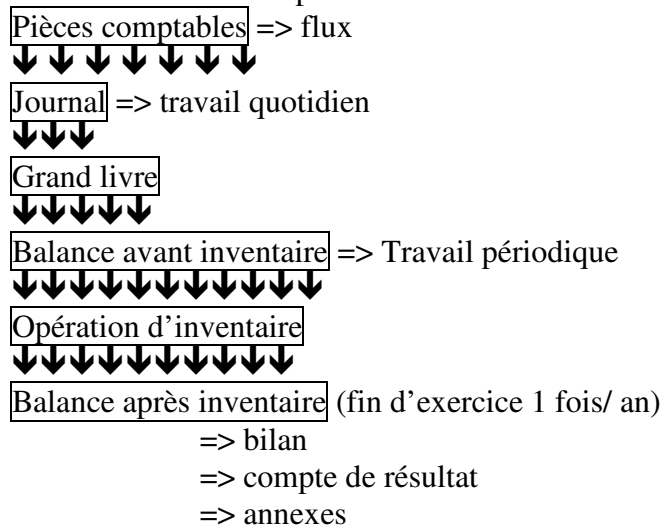 Pièces comptables => flux
Journal => travail quotidien
Grand livre
Balance avant inventaire => Travail périodique
Opération d’inventaire
Balance après inventaire (fin d’exercice 1 fois/ an)
=> bilan
=> compte de résultat
=> annexes